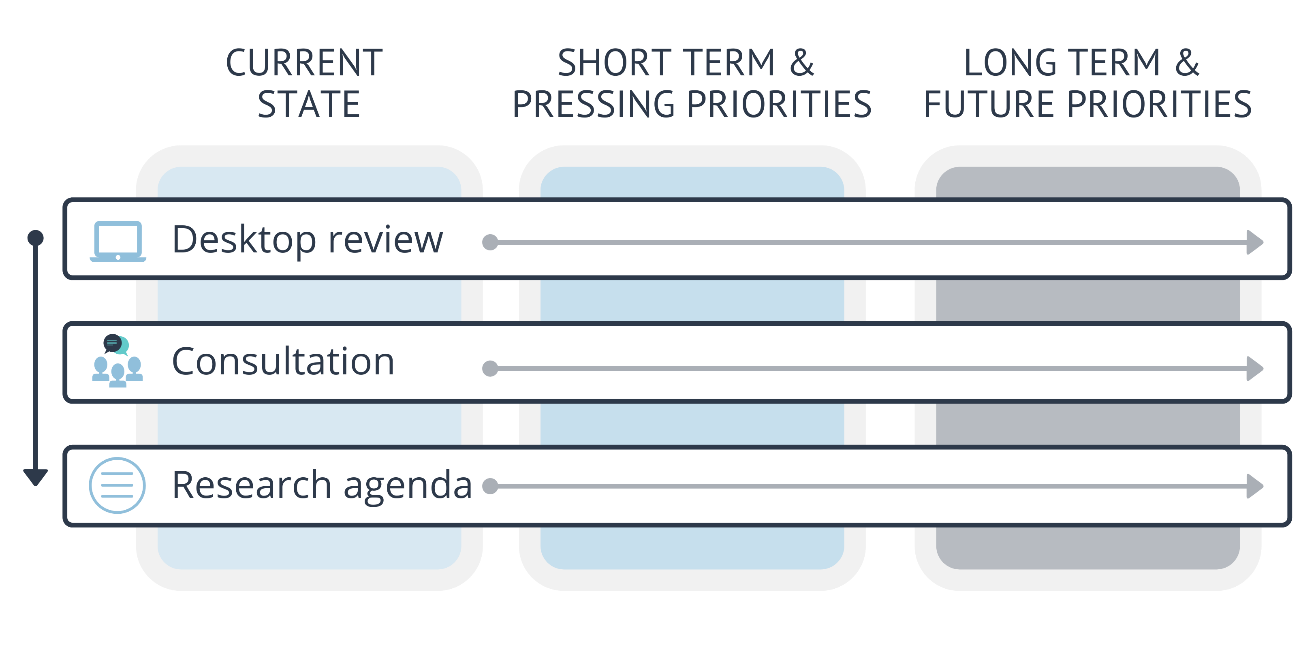 CURRENT
STATE
SHORT TERM &
PRESSING PRIORITIES
LONG TERM &
FUTURE PRIORITIES
Desktop review
Consultation
Research agenda